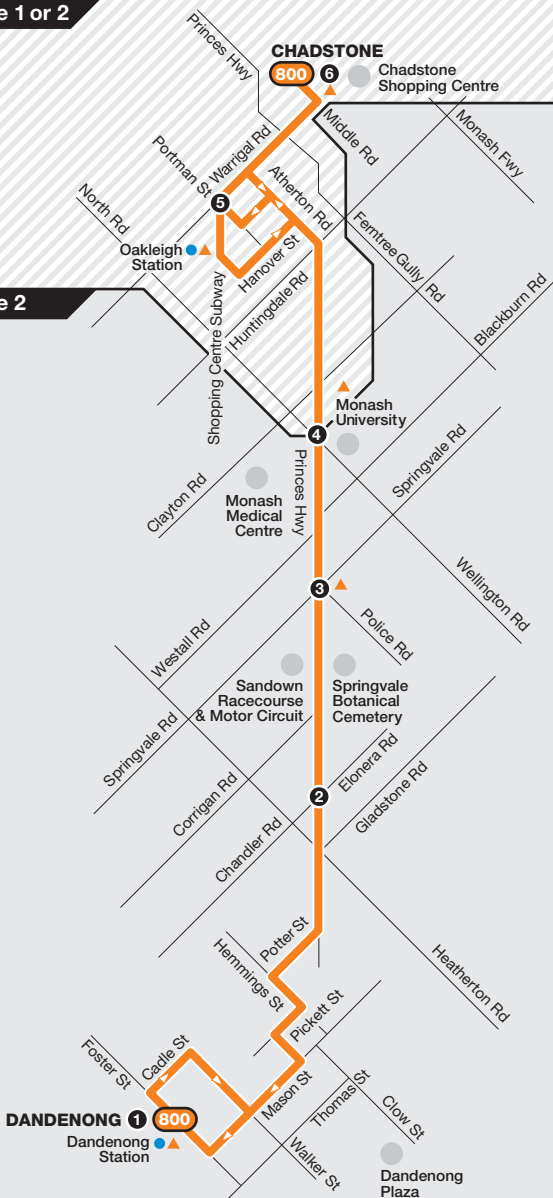 e 1 or 2
Princes Hwy
CHADSTONE
800 6
Chadstone
Shopping Centre
Middle Rd
Monash Fwy
Warrigal Rd
Portman St
Atherton Rd
North Rd
5
Oakleigh
Station
Hanover St
Ferntree Gully Rd
Huntingdale Rd
Shopping Centre Subway
Blackburn Rd
e 2
Monash
University
4
Springvale Rd
Princes Hwy
Clayton Rd
Monash
Medical
Centre
3
Wellington Rd
Police Rd
Westall Rd
Sandown
Racecourse
& Motor Circuit
Springvale
Botanical
Cemetery
Springvale Rd
Elonera Rd
Gladstone Rd
2
Corrigan Rd
Chandler Rd
Potter St
Hemmings St
Heatherton Rd
Pickett St
Foster St
Cadle St
Mason St
Thomas St
Clow St
DANDENONG 1 800
Dandenong
Station
Walker St
Dandenong
Plaza